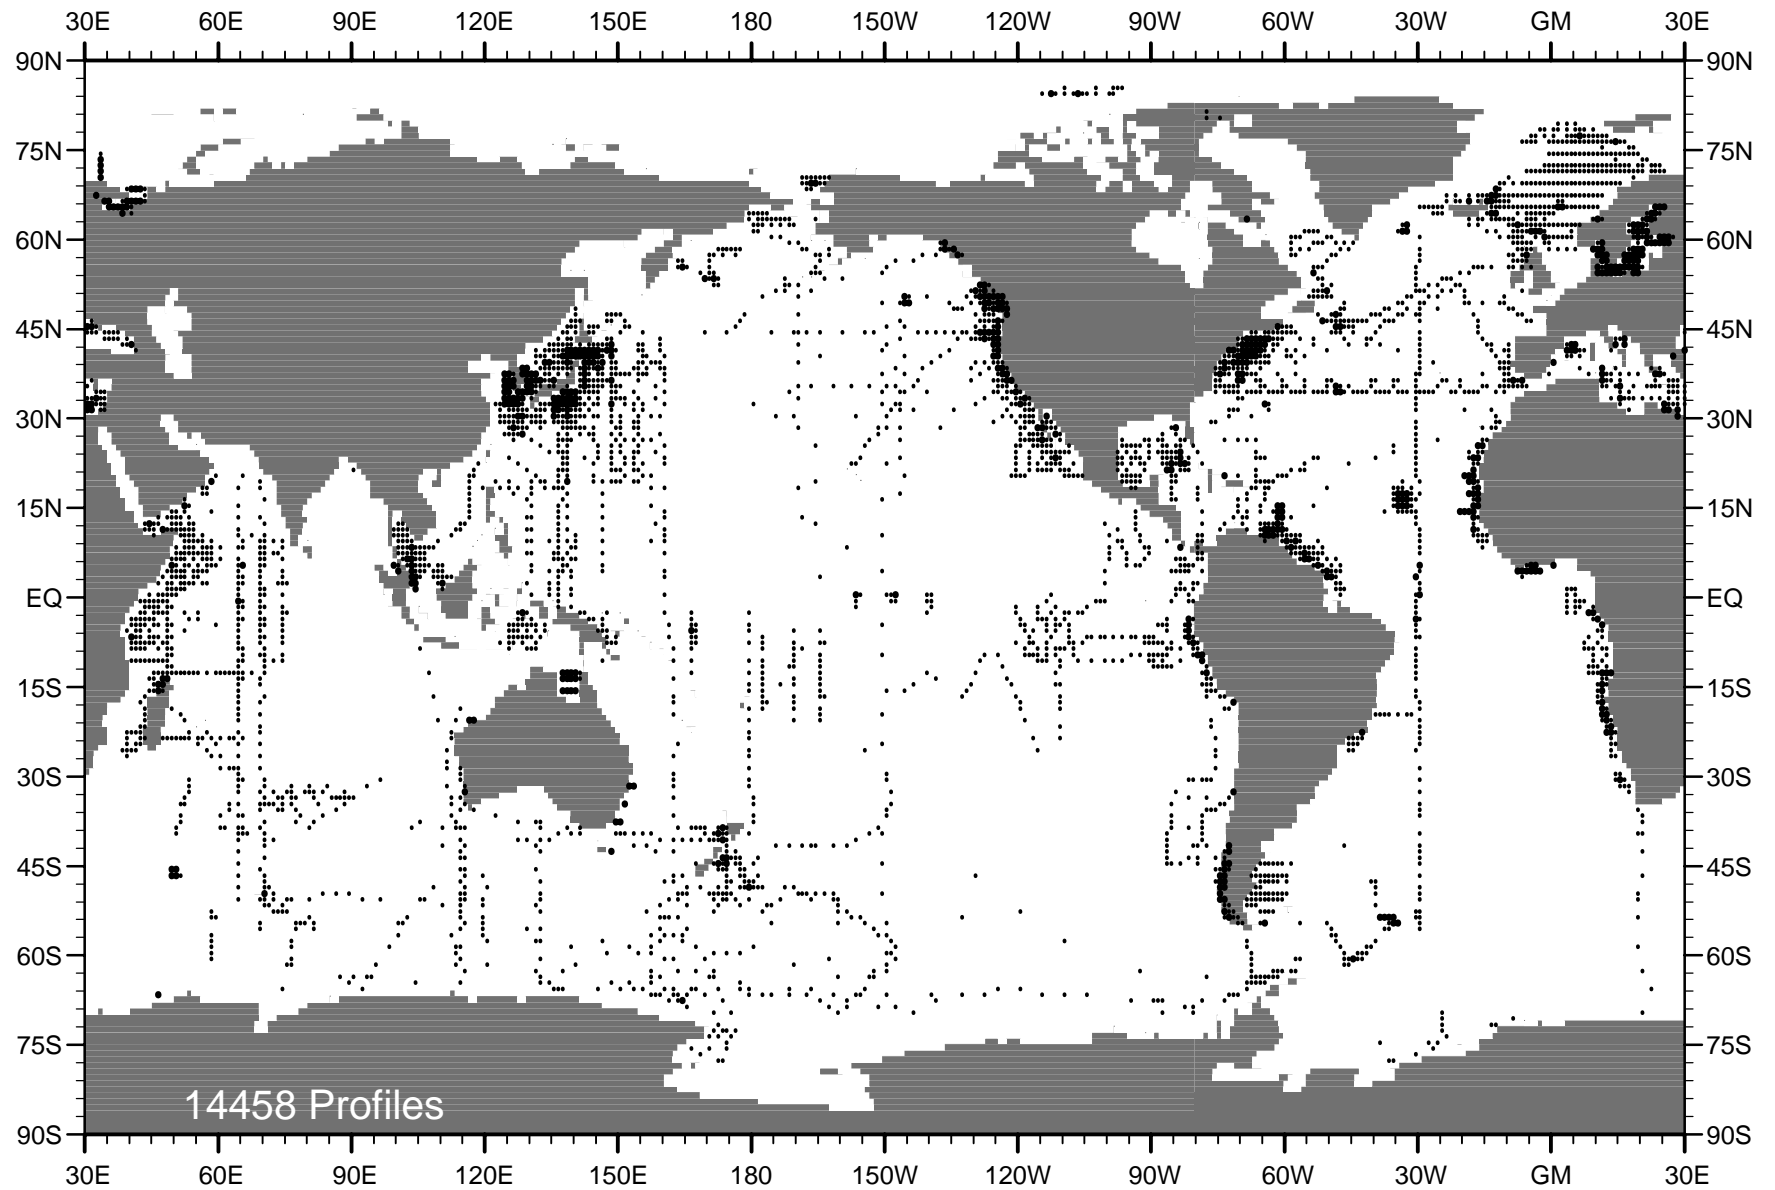 30E 60E 90E 120E 150E 180 150W 120W 90W 60W 30W GM 30E
90N 90N
75N 75N
60N 60N
45N 45N
30N 30N
15N 15N
EQ EQ
15S 15S
30S 30S
45S 45S
60S 60S
75S 75S
14458 Profiles
90S 90S
30E 60E 90E 120E 150E 180 150W 120W 90W 60W 30W GM 30E